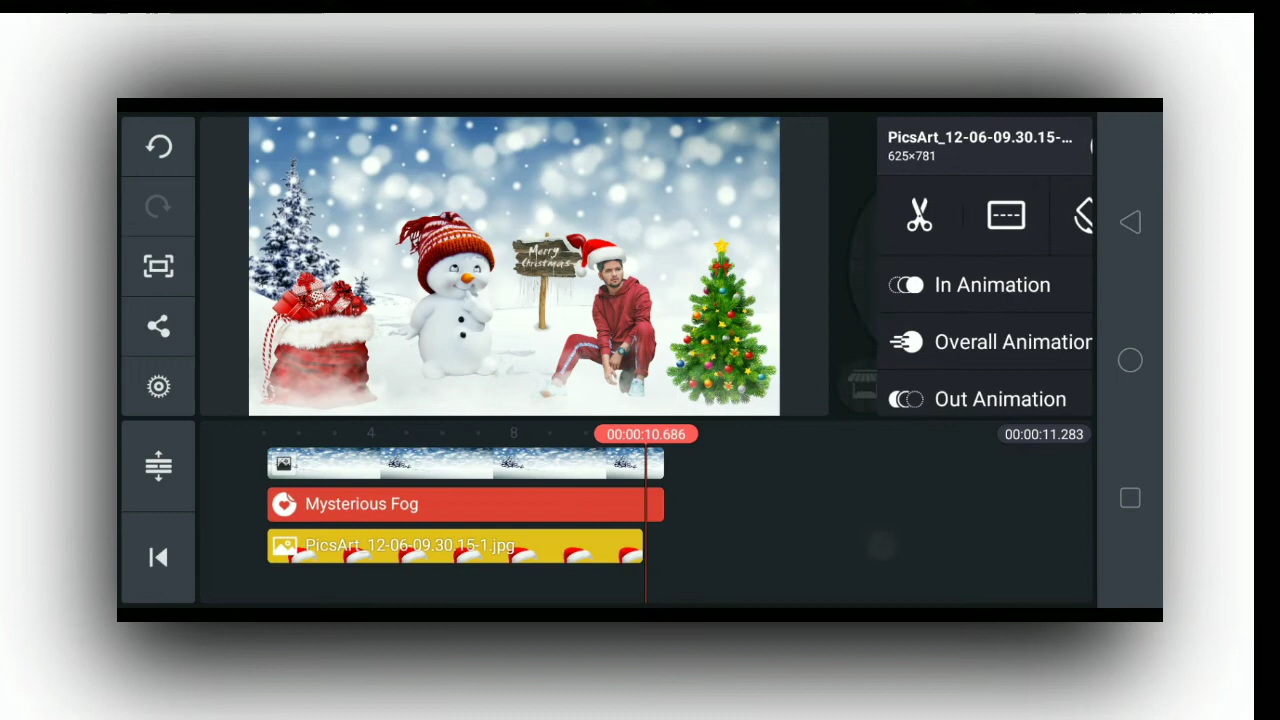 PicsArt_12-06-09.30.15-...
625×781
Merry
Christmas
In Animation
Overall Animation
Out Animation
4
8
00:00:10.686
00:00:11.283
Mysterious Fog
PicsArt_12-06-09.30.15-1.jpg